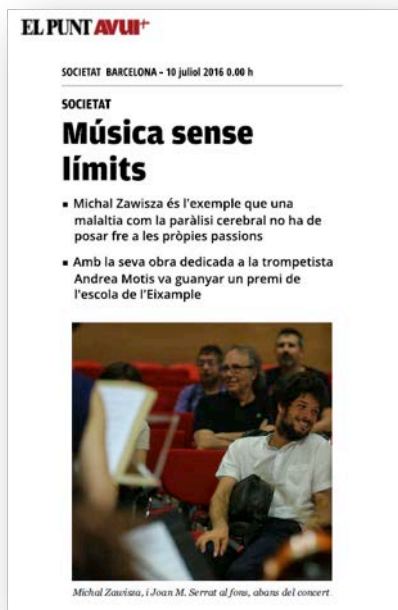 EL PUNT AVUI+
SOCIETAT BARCELONA - 10 juliol 2016 0.00 h
SOCIETAT
Música sense
límits
▪ Michal Zawisza és l'exemple que una
malaltia com la paràlisi cerebral no ha de
posar fre a les pròpies passions
▪ Amb la seva obra dedicada a la trompetista
Andrea Motis va guanyar un premi de
l'escola de l'Eixample
Michal Zawisza, i Joan M. Serrat al fons, abans del concert